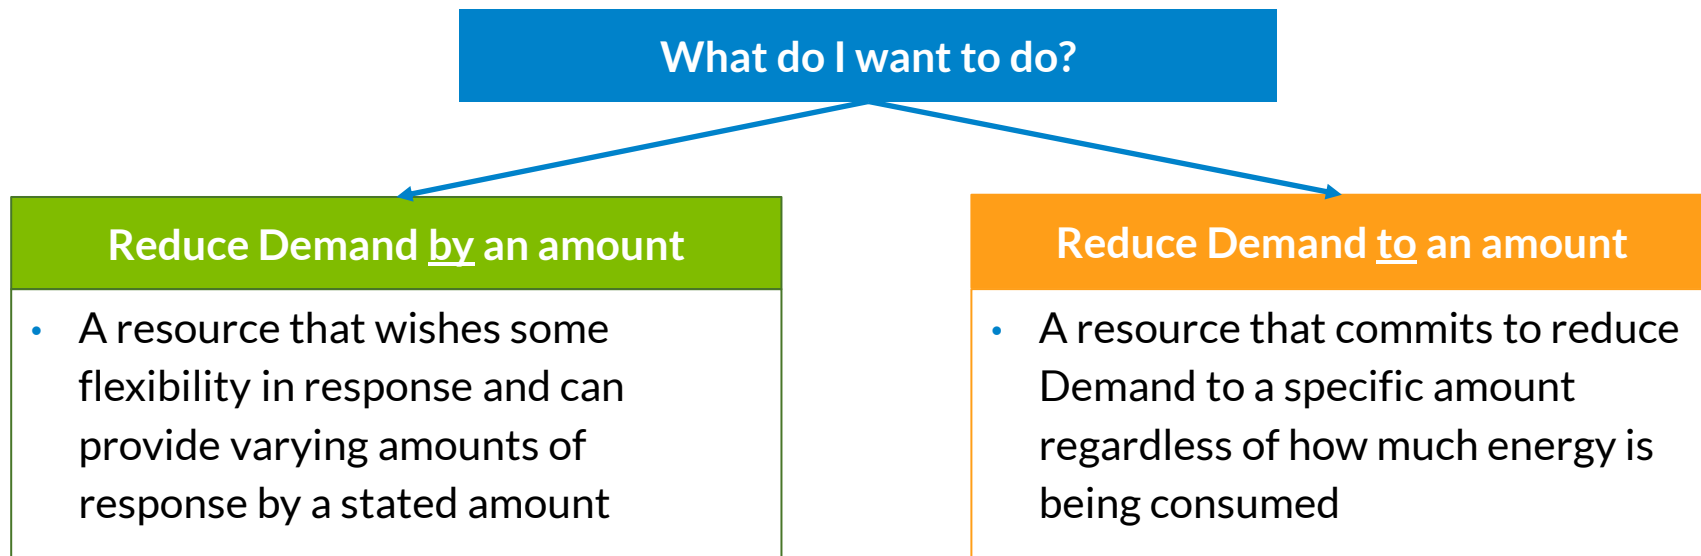 What do I want to do?
Reduce Demand by an amount
• A resource that wishes some
flexibility in response and can
provide varying amounts of
response by a stated amount
Reduce Demand to an amount
• A resource that commits to reduce
Demand to a specific amount
regardless of how much energy is
being consumed